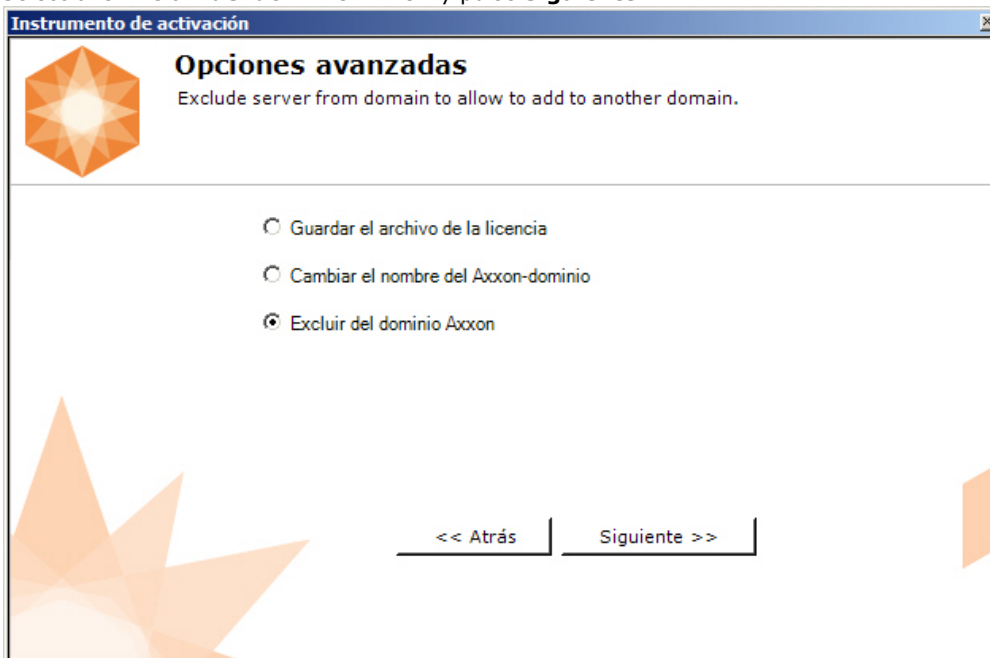 Instrumento de activación
Opciones avanzadas
Exclude server from domain to allow to add to another domain.
Guardar el archivo de la licencia
Cambiar el nombre del Axxon-dominio
Excluir del dominio Axxon
<< Atrás
Siguiente >>